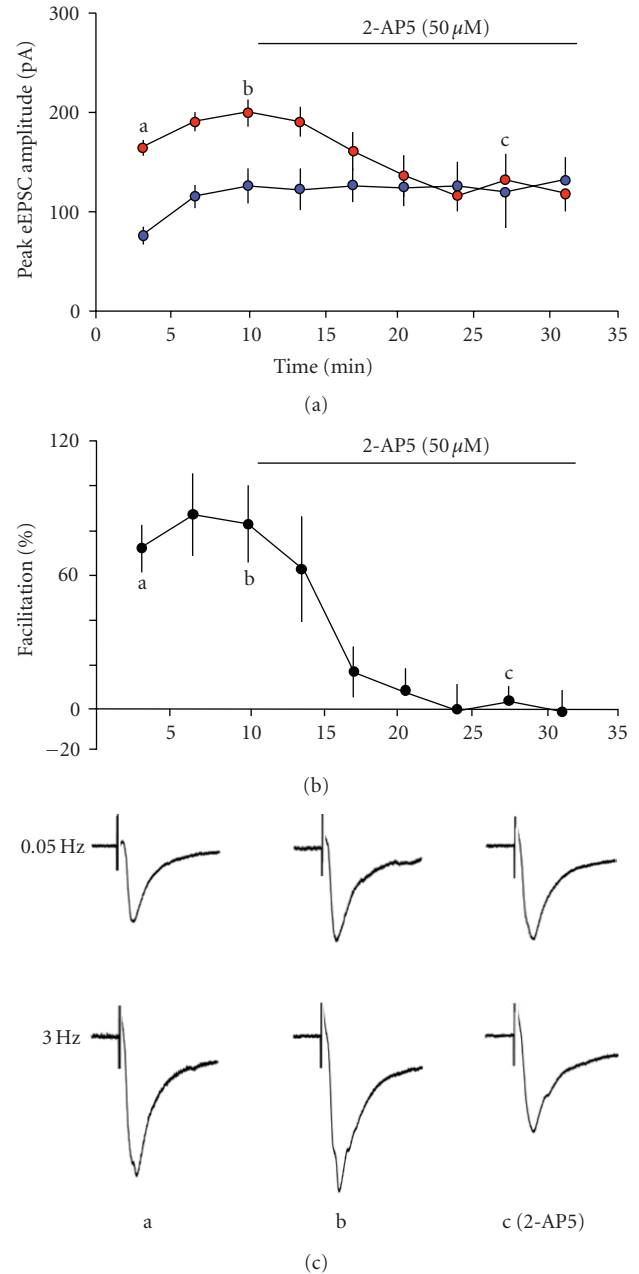 2-AP5 (50 μM)
300
200
100
0
Peak eEPSC amplitude (pA)
a
b
c
0 5 10 15 20 25 30 35
Time (min)
(a)
2-AP5 (50 μM)
120
60
0
−20
Facilitation (%)
a
b
c
5 10 15 20 25 30 35
(b)
0.05 Hz
3 Hz
a b c (2-AP5)
(c)